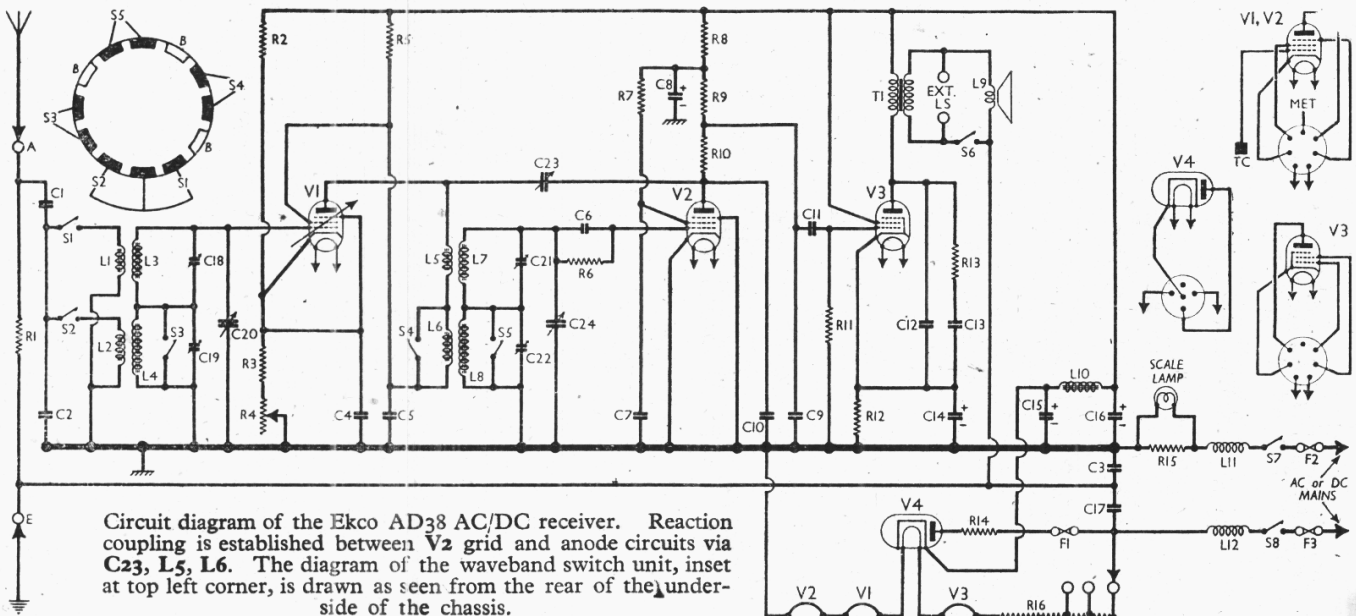 S5
B
B
S4
S3
S2
S1
A
C1
S1
L1
L3
C18
S2
L2
L4
S3
C19
C20
R1
C2
E
R2
V1
R3
R4
C4
C5
L5
L7
C21
L6
L8
S4
S5
C22
C23
C6
R6
C24
R7
C8
R8
R9
R10
V2
C7
C10
C9
C11
R11
V3
R12
C12
R13
C13
C14
T1
EXT.
LS
L9
S6
L10
C15
C16
C3
C17
SCALE
LAMP
R15
L11
S7
F2
AC or DC
MAINS
V4
R14
F1
L12
S8
F3
V2
V1
V3
R16
V1, V2
MET
TC
V4
V3
Circuit diagram of the Ekco AD38 AC/DC receiver. Reaction
coupling is established between V2 grid and anode circuits via
C23, L5, L6. The diagram of the waveband switch unit, inset
at top left corner, is drawn as seen from the rear of the under-
side of the chassis.